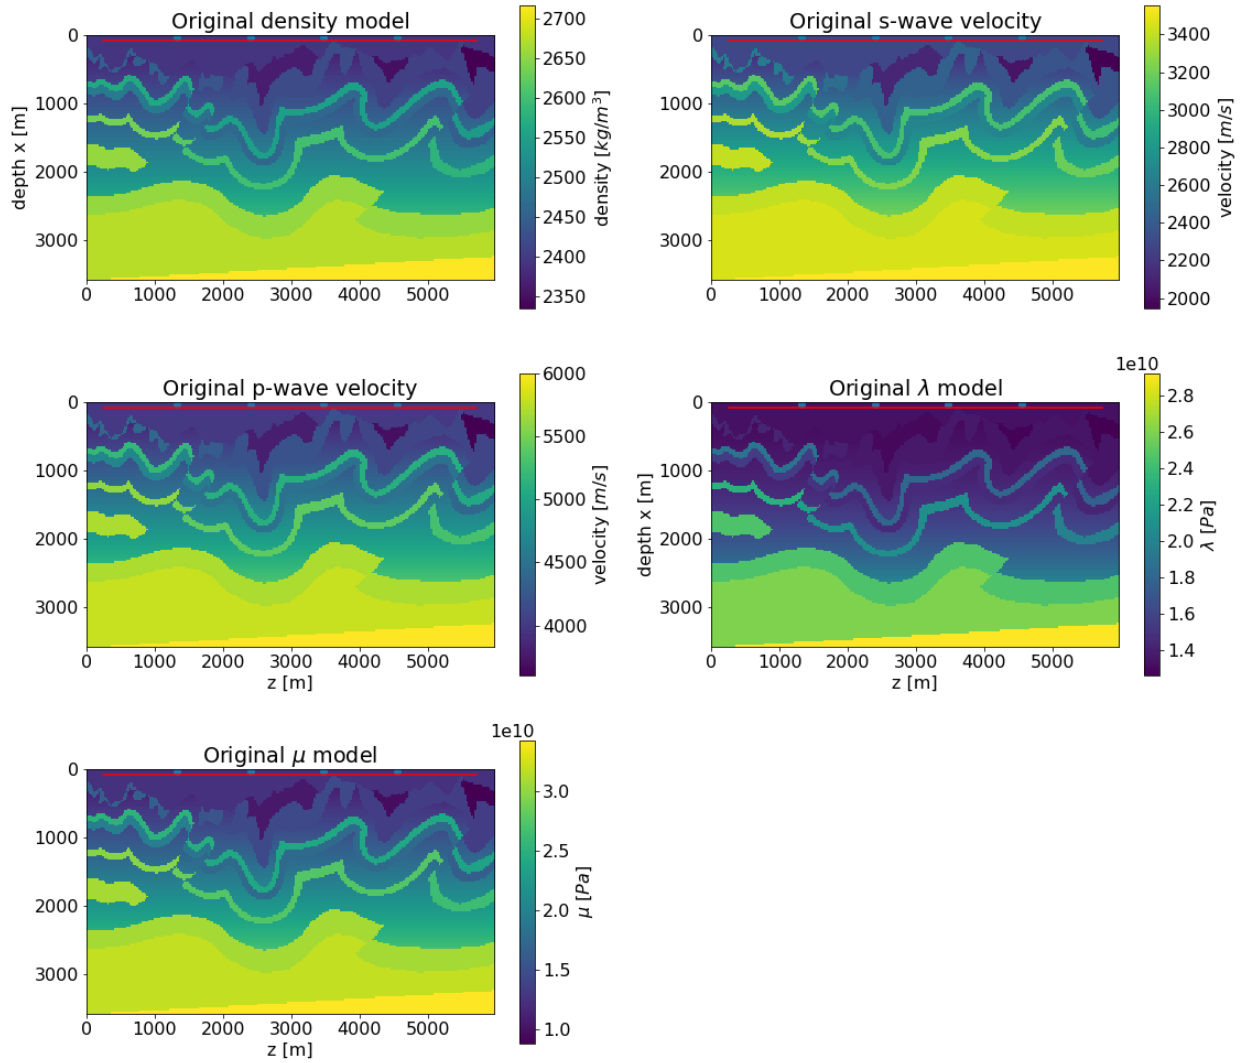 Original density model
0
1000
2000
3000
depth x [m]
0 1000 2000 3000 4000 5000
2700
2650
2600
2550
2500
2450
2400
2350
density [kg/m³]
Original s-wave velocity
0
1000
2000
3000
0 1000 2000 3000 4000 5000
3400
3200
3000
2800
2600
2400
2200
2000
velocity [m/s]
Original p-wave velocity
0
1000
2000
3000
0 1000 2000 3000 4000 5000
z [m]
6000
5500
5000
4500
4000
velocity [m/s]
Original λ model
0
1000
2000
3000
depth x [m]
0 1000 2000 3000 4000 5000
z [m]
1e10
2.8
2.6
2.4
2.2
2.0
1.8
1.6
1.4
λ [Pa]
Original μ model
0
1000
2000
3000
0 1000 2000 3000 4000 5000
z [m]
1e10
3.0
2.5
2.0
1.5
1.0
μ [Pa]